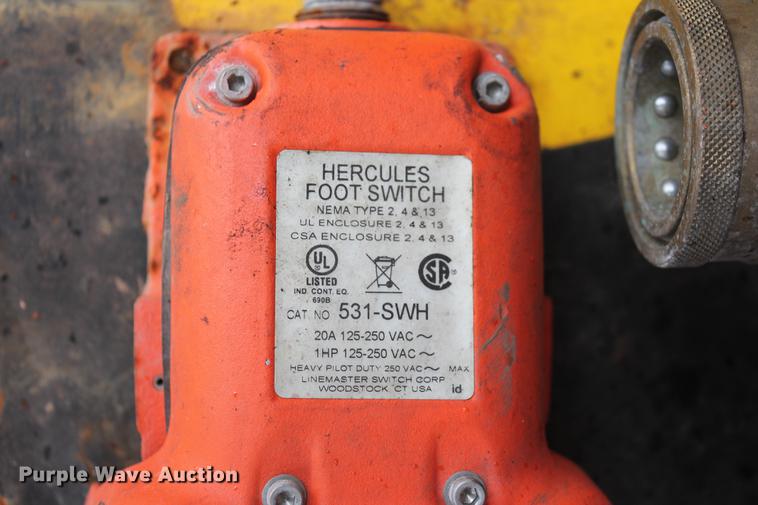 HERCULES
FOOT SWITCH
NEMA TYPE 2, 4 & 13
UL ENCLOSURE 2, 4 & 13
CSA ENCLOSURE 2, 4 & 13
UL
LISTED
IND. CONT. EQ.
690B
SA
CAT. NO 531-SWH
20A 125-250 VAC~
1HP 125-250 VAC~
HEAVY PILOT DUTY 250 VAC~ MAX
LINEMASTER SWITCH CORP
WOODSTOCK, CT USA id
Purple Wave Auction